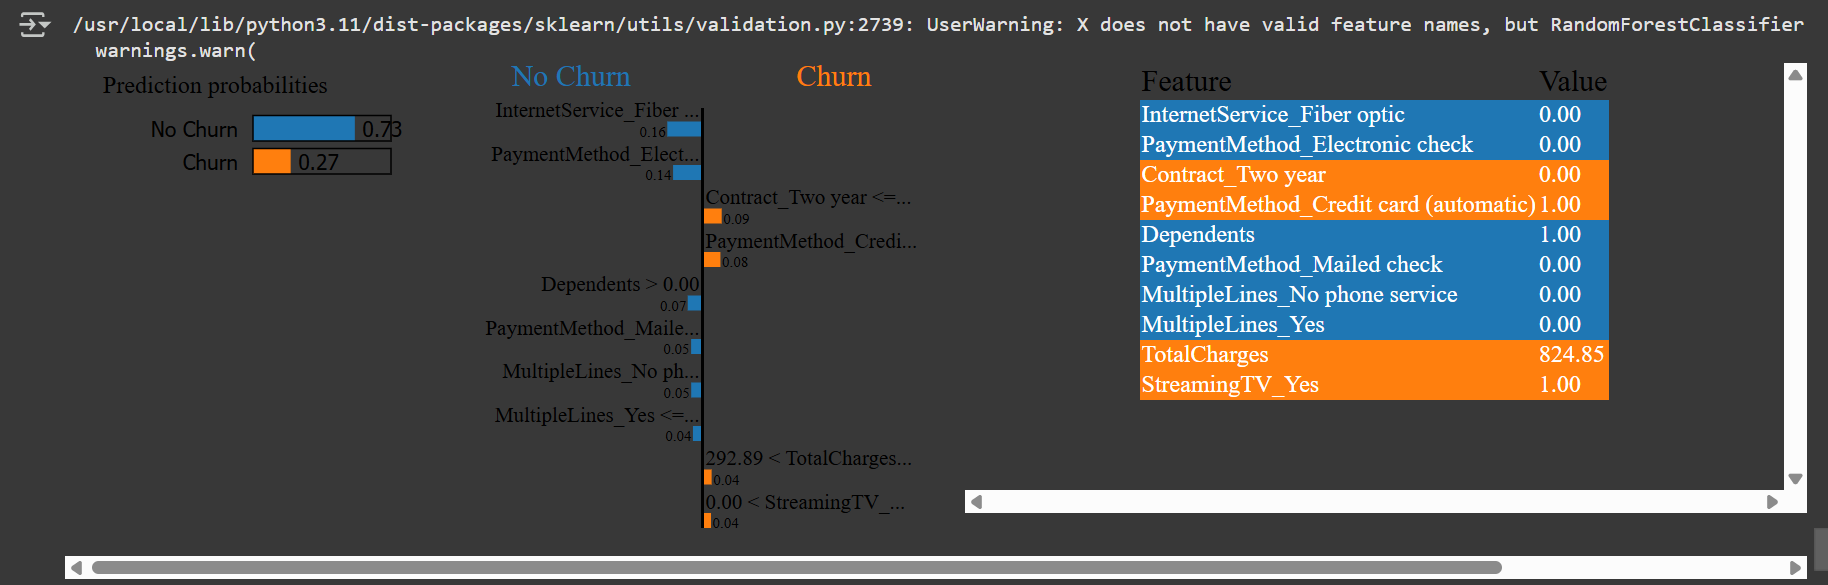 /usr/local/lib/python3.11/dist-packages/sklearn/utils/validation.py:2739: UserWarning: X does not have valid feature names, but RandomForestClassifier
warnings.warn(
Prediction probabilities
No Churn 0.73
Churn 0.27
No Churn Churn
InternetService_Fiber ...
0.16
PaymentMethod_Elect...
0.14
Contract_Two year <=...
0.09
PaymentMethod_Credi...
0.08
Dependents > 0.00
0.07
PaymentMethod_Maile...
0.05
MultipleLines_No ph...
0.05
MultipleLines_Yes <=...
0.04
292.89 < TotalCharges...
0.04
0.00 < StreamingTV_...
0.04
Feature Value
InternetService_Fiber optic 0.00
PaymentMethod_Electronic check 0.00
Contract_Two year 0.00
PaymentMethod_Credit card (automatic) 1.00
Dependents 1.00
PaymentMethod_Mailed check 0.00
MultipleLines_No phone service 0.00
MultipleLines_Yes 0.00
TotalCharges 824.85
StreamingTV_Yes 1.00